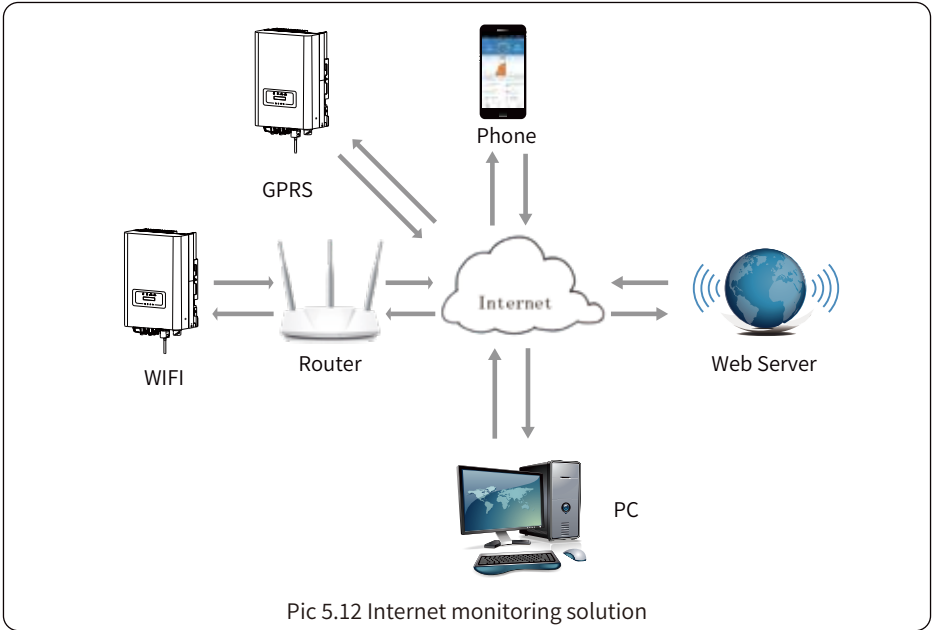 Phone
GPRS
Internet
WIFI
Router
Web Server
PC
Pic 5.12 Internet monitoring solution